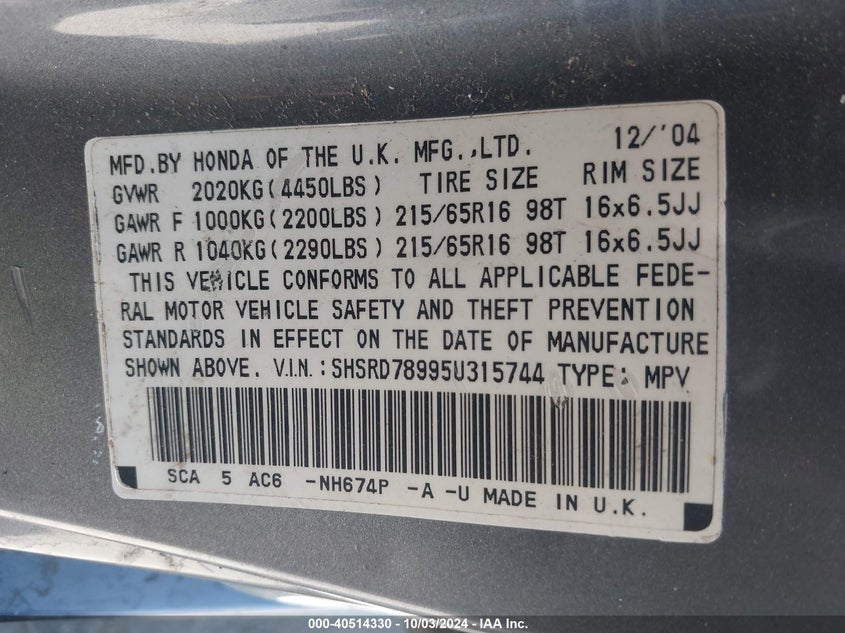 MFD.BY HONDA OF THE U.K. MFG.,LTD. 12/'04
GVWR 2020KG(4450LBS) TIRE SIZE RIM SIZE
GAWR F 1000KG(2200LBS) 215/65R16 98T 16x6.5JJ
GAWR R 1040KG(2290LBS) 215/65R16 98T 16x6.5JJ
THIS VEHICLE CONFORMS TO ALL APPLICABLE FEDE-
RAL MOTOR VEHICLE SAFETY AND THEFT PREVENTION
STANDARDS IN EFFECT ON THE DATE OF MANUFACTURE
SHOWN ABOVE. V.I.N.:SHSRD78995U315744 TYPE: MPV
SCA 5 AC6 -NH674P -A -U MADE IN U.K.
000-40514330 - 10/03/2024 - IAA Inc.